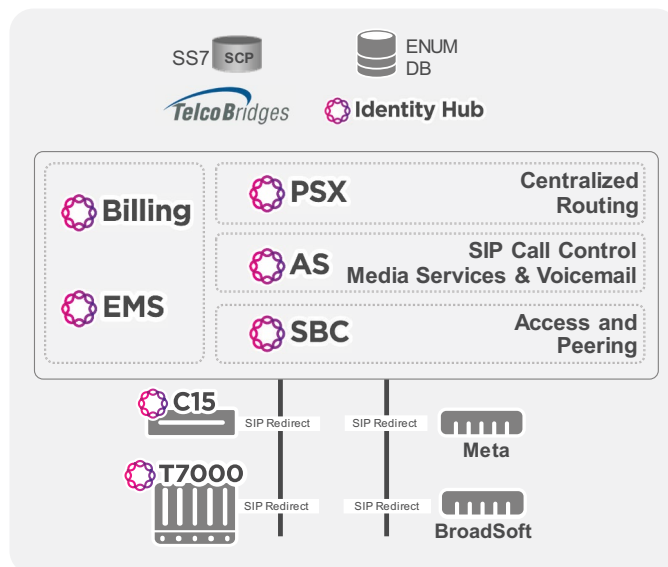 SS7 SCP
ENUM
DB
TelcoBridges
Identity Hub
Billing
EMS
PSX
Centralized
Routing
AS
SIP Call Control
Media Services & Voicemail
SBC
Access and
Peering
C15
SIP Redirect
SIP Redirect
Meta
T7000
SIP Redirect
SIP Redirect
BroadSoft